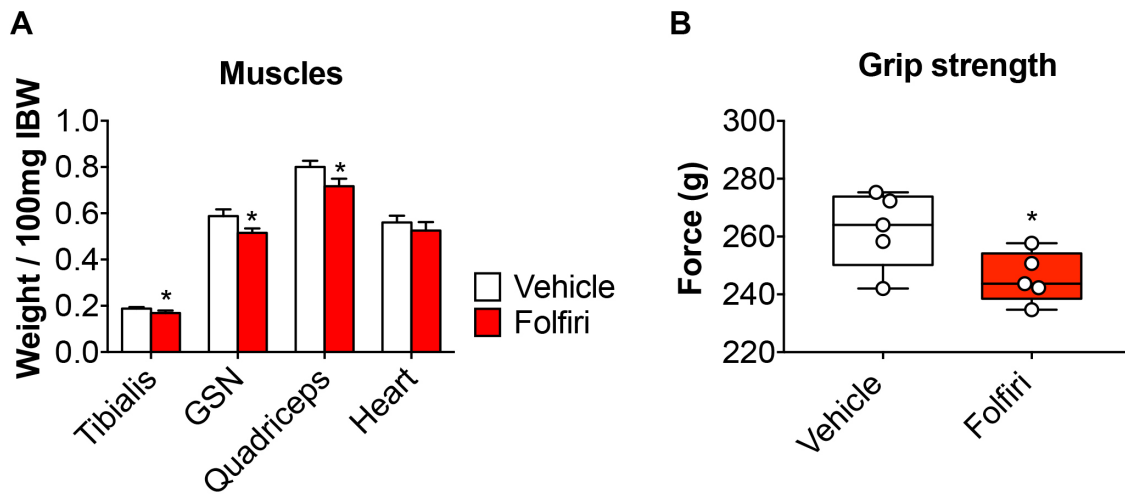 A
Muscles
Weight / 100mg IBW
1.0
0.8
0.6
0.4
0.2
0.0
*
*
*
Tibialis
GSN
Quadriceps
Heart
Vehicle
Folfiri
B
Grip strength
Force (g)
300
280
260
240
220
*
Vehicle
Folfiri